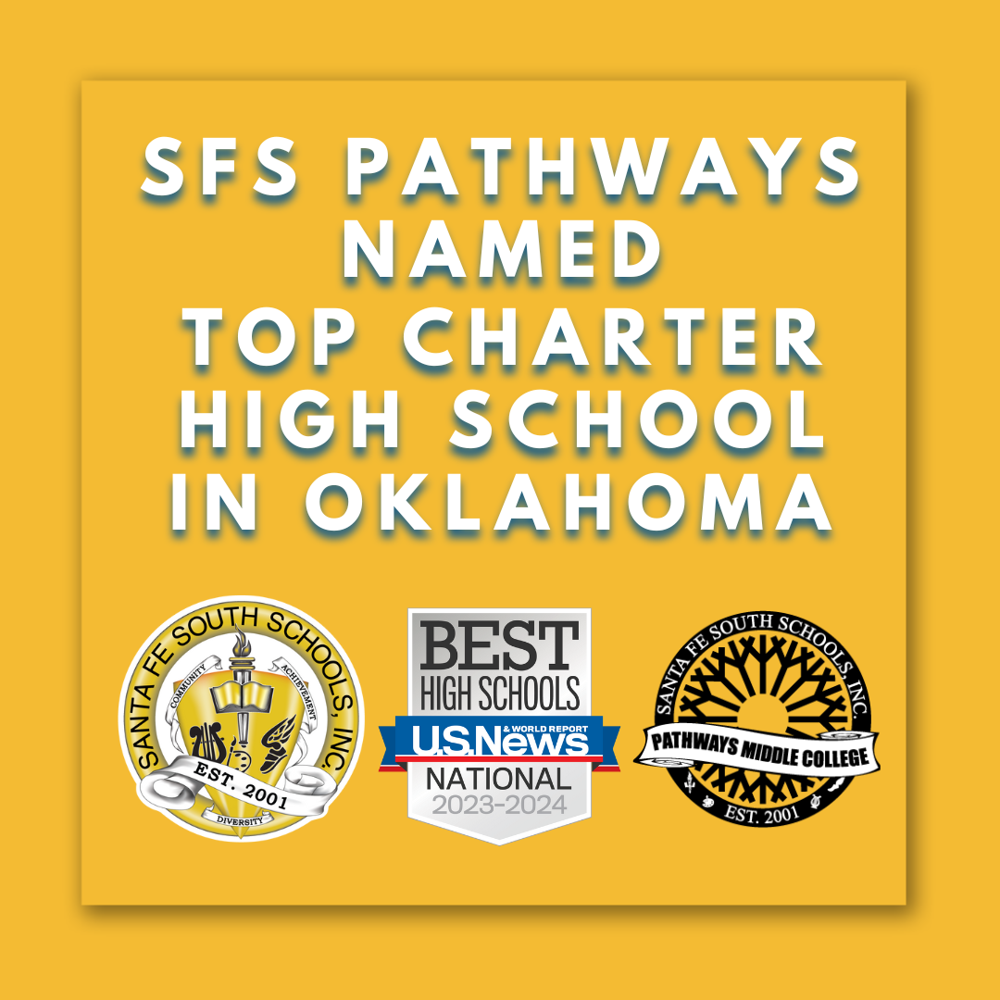 SFS PATHWAYS
NAMED
TOP CHARTER
HIGH SCHOOL
IN OKLAHOMA
SANTA FE SOUTH SCHOOLS, INC.
COMMUNITY
ACHIEVEMENT
EST. 2001
DIVERSITY
BEST
HIGH SCHOOLS
& WORLD REPORT
U.S.News
NATIONAL
2023-2024
SANTA FE SOUTH SCHOOLS, INC.
PATHWAYS MIDDLE COLLEGE
EST. 2001